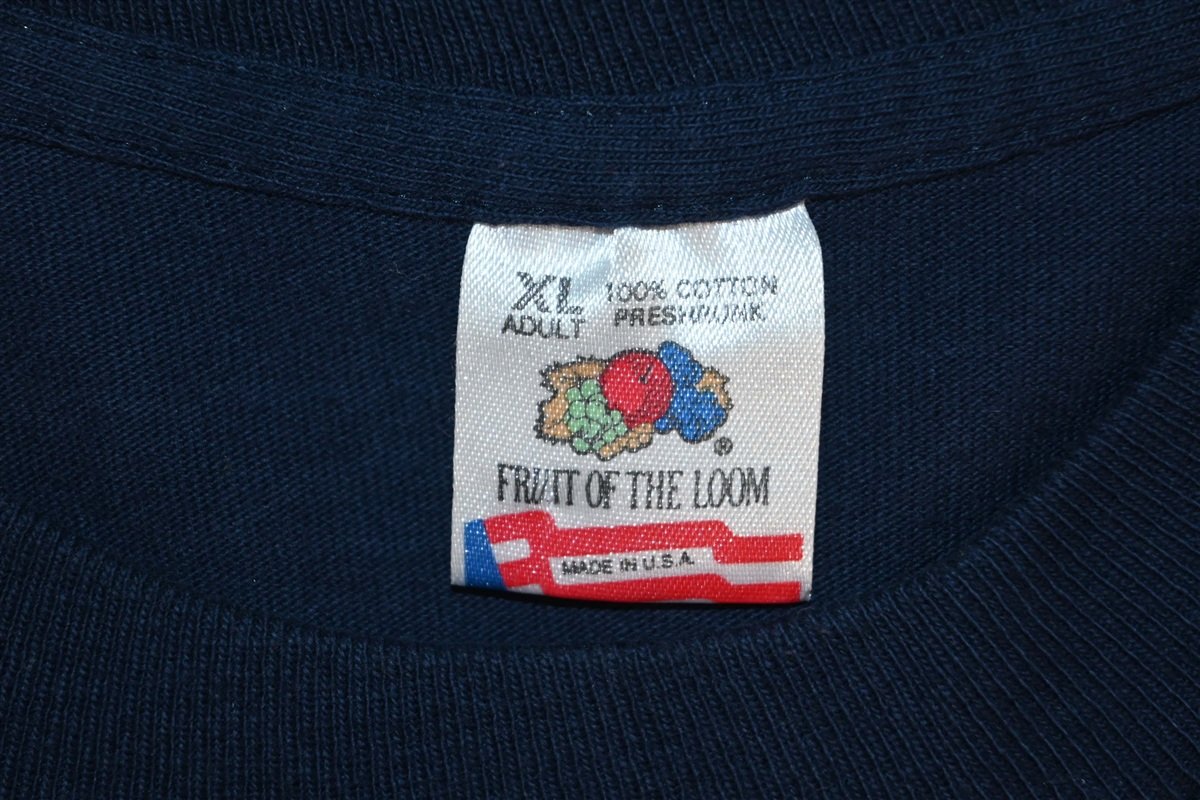 XL 100% COTTON
ADULT PRESHRUNK
®
FRUIT OF THE LOOM
MADE IN U.S.A.